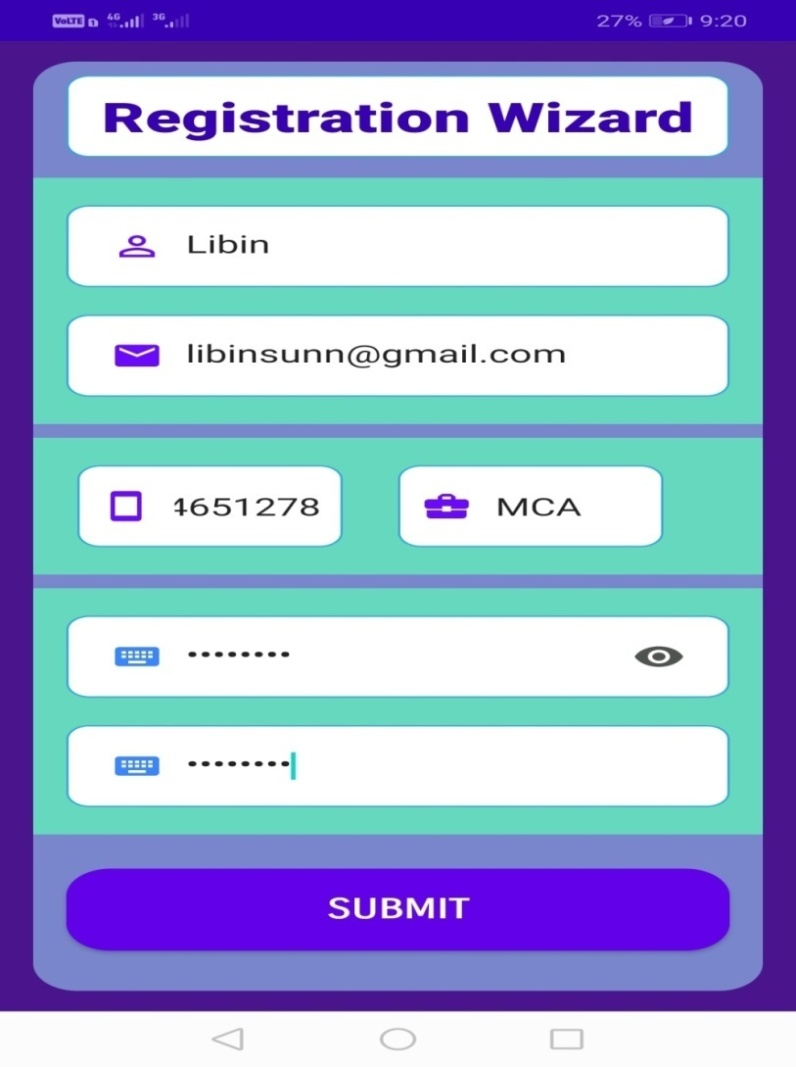 VoLTE 4G 3G 27% 9:20
Registration Wizard
Libin
libinsunn@gmail.com
4651278 MCA
••••••••
••••••••
SUBMIT